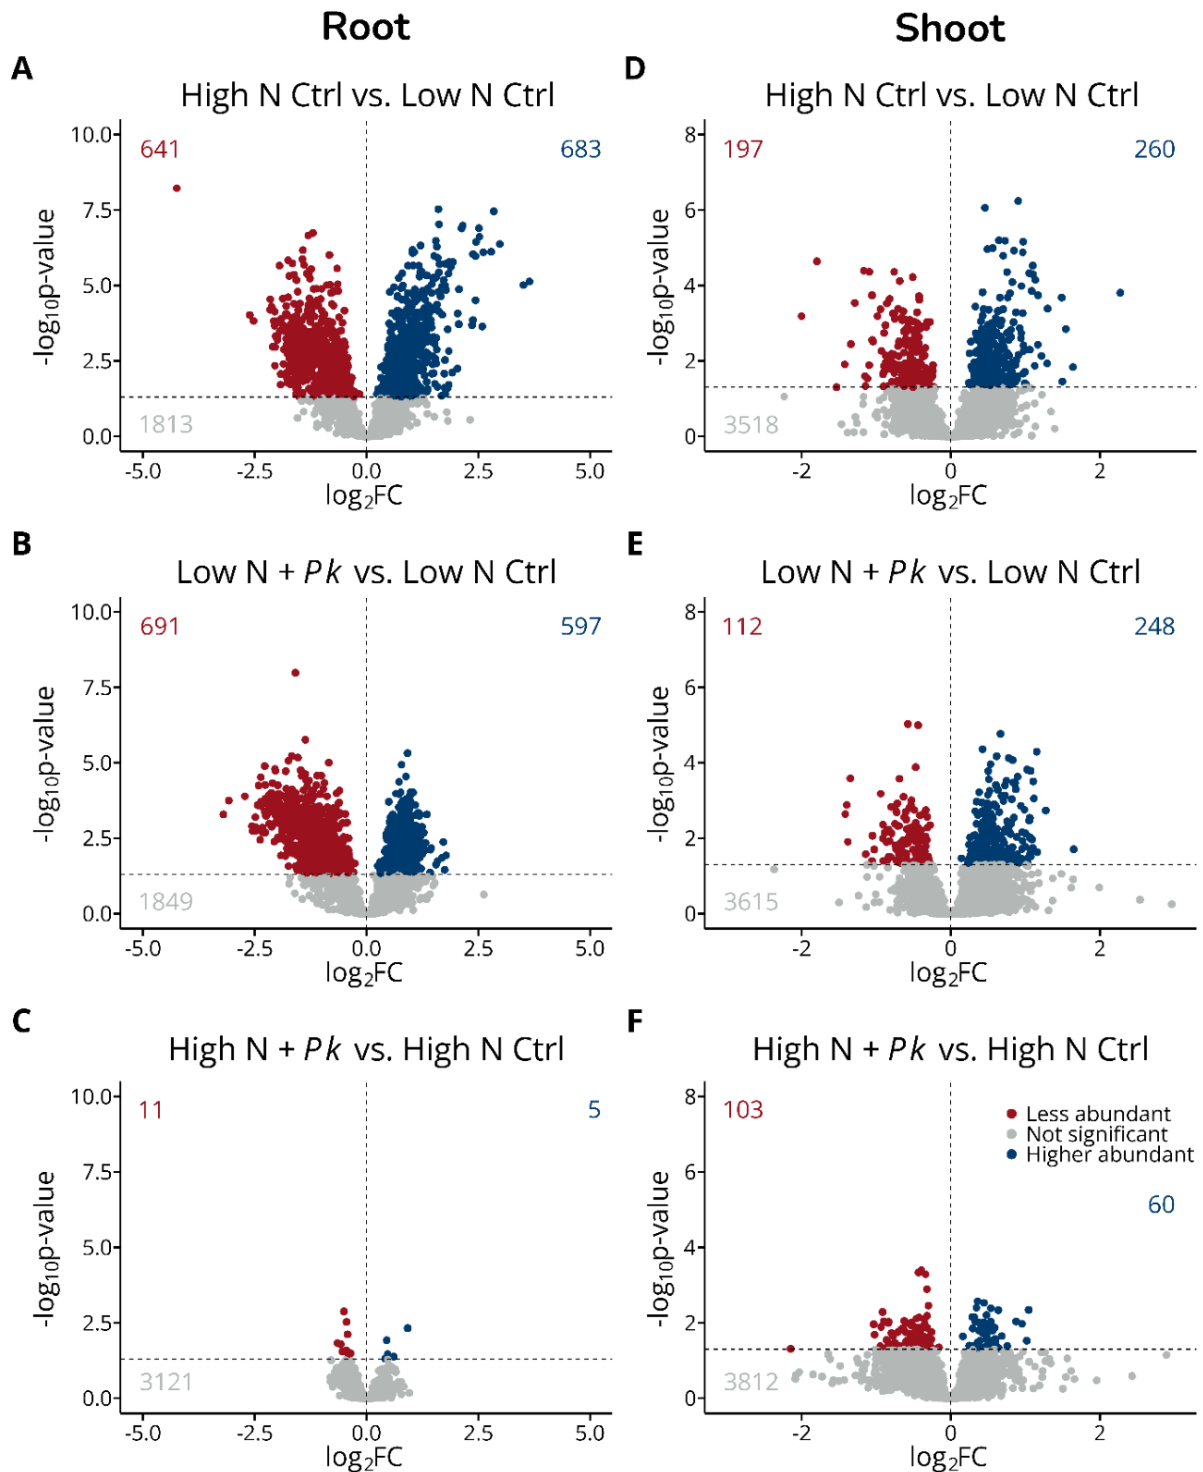 Root
Shoot
A
High N Ctrl vs. Low N Ctrl
641
683
1813
10.0
7.5
5.0
2.5
0.0
-log10p-value
-5.0 -2.5 0.0 2.5 5.0
log2FC
D
High N Ctrl vs. Low N Ctrl
197
260
3518
8
6
4
2
0
-log10p-value
-2 0 2
log2FC
B
Low N + Pk vs. Low N Ctrl
691
597
1849
10.0
7.5
5.0
2.5
0.0
-log10p-value
-5.0 -2.5 0.0 2.5 5.0
log2FC
E
Low N + Pk vs. Low N Ctrl
112
248
3615
8
6
4
2
0
-log10p-value
-2 0 2
log2FC
C
High N + Pk vs. High N Ctrl
11
5
3121
10.0
7.5
5.0
2.5
0.0
-log10p-value
-5.0 -2.5 0.0 2.5 5.0
log2FC
F
High N + Pk vs. High N Ctrl
103
Less abundant
Not significant
Higher abundant
60
3812
8
6
4
2
0
-log10p-value
-2 0 2
log2FC